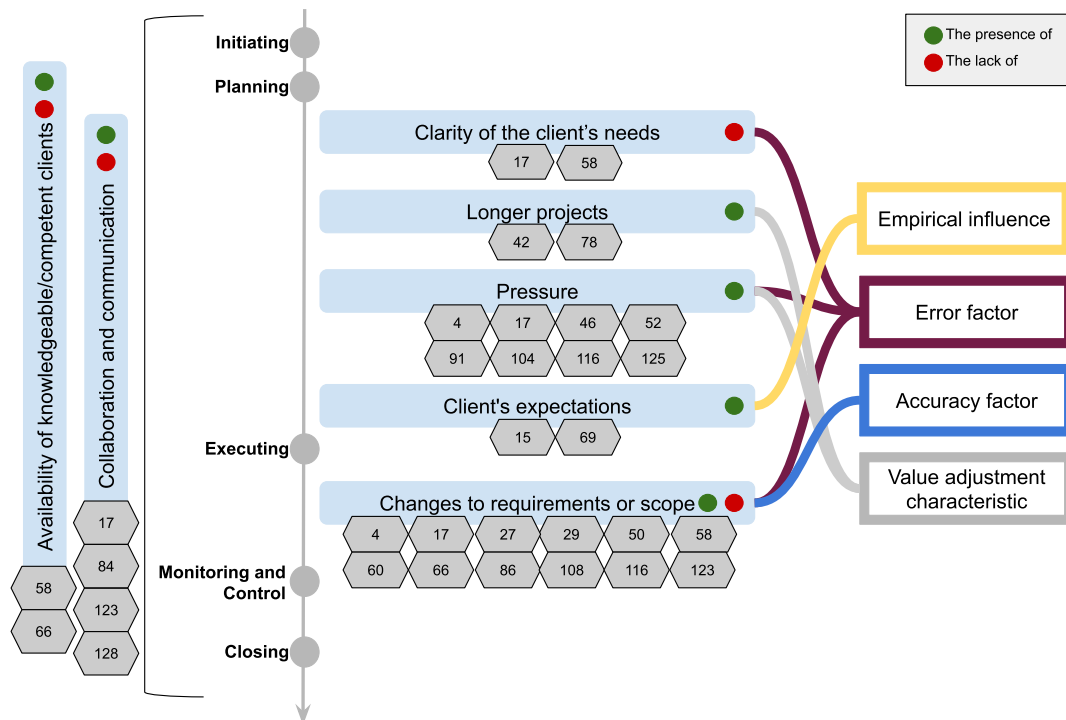 Initiating
Planning
The presence of
The lack of
Availability of knowledgeable/competent clients
58
66
Collaboration and communication
17
84
123
128
Clarity of the client's needs
17 58
Longer projects
42 78
Pressure
4 17 46 52
91 104 116 125
Client's expectations
15 69
Executing
Changes to requirements or scope
4 17 27 29 50 58
60 66 86 108 116 123
Monitoring and
Control
Closing
Empirical influence
Error factor
Accuracy factor
Value adjustment
characteristic